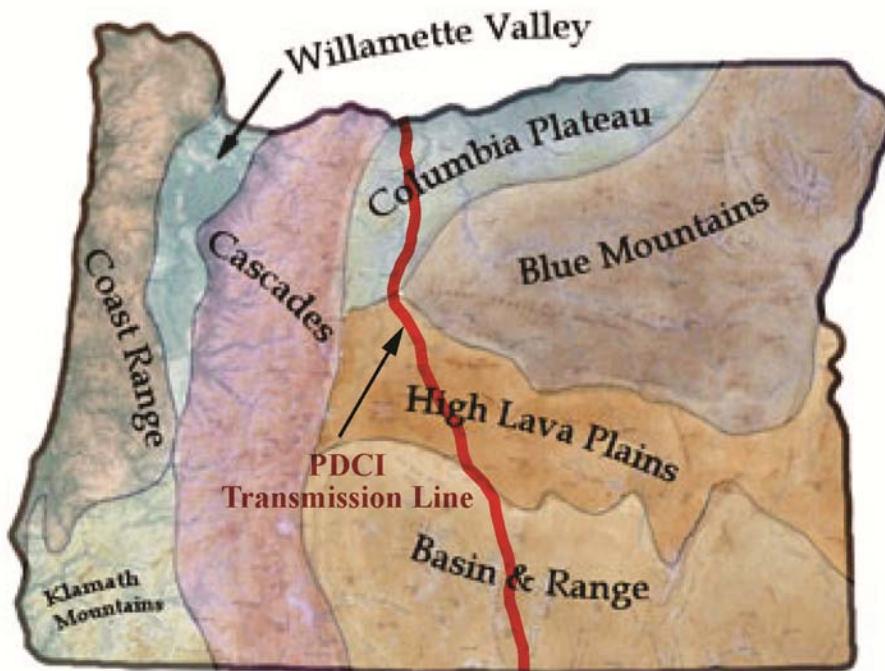 Willamette Valley
Columbia Plateau
Blue Mountains
Cascades
Coast Range
High Lava Plains
PDCI
Transmission Line
Basin & Range
Klamath
Mountains